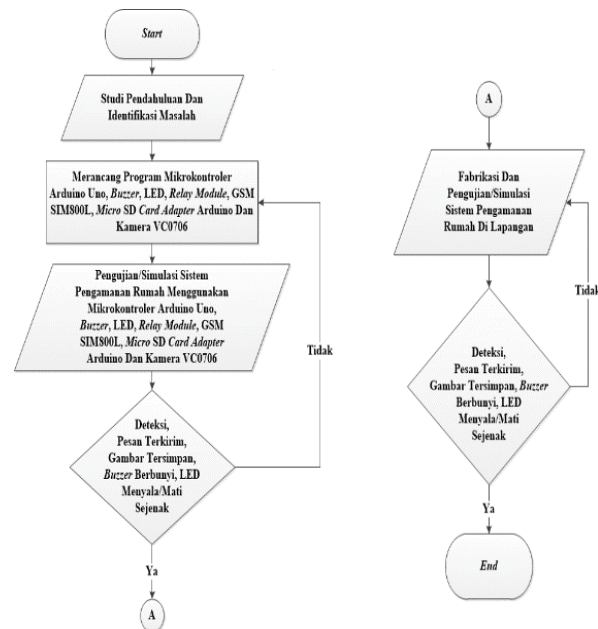 Start
Studi Pendahuluan Dan
Identifikasi Masalah
Merancang Program Mikrokontroler
Arduino Uno, Buzzer, LED, Relay Module, GSM
SIM800L, Micro SD Card Adapter Arduino Dan
Kamera VC0706
Pengujian/Simulasi Sistem
Pengamanan Rumah Menggunakan
Mikrokontroler Arduino Uno,
Buzzer, LED, Relay Module, GSM
SIM800L, Micro SD Card Adapter
Arduino Dan Kamera VC0706
Tidak
Deteksi,
Pesan Terkirim,
Gambar Tersimpan,
Buzzer Berbunyi, LED
Menyala/Mati
Sejenak
Ya
A
A
Fabrikasi Dan
Pengujian/Simulasi
Sistem Pengamanan
Rumah Di Lapangan
Tidak
Deteksi,
Pesan Terkirim,
Gambar Tersimpan, Buzzer
Berbunyi, LED
Menyala/Mati
Sejenak
Ya
End